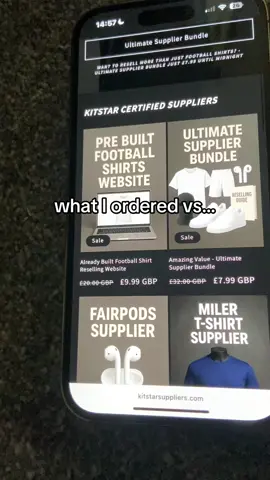 14:57
26
Ultimate Supplier Bundle
WANT TO RESELL MORE THAN JUST FOOTBALL SHIRTS? -
ULTIMATE SUPPLIER BUNDLE JUST £7.99 UNTIL MIDNIGHT
KITSTAR CERTIFIED SUPPLIERS
PRE BUILT
FOOTBALL
SHIRTS
WEBSITE
Sale
Already Built Football Shirt
Reselling Website
£20.00 GBP £9.99 GBP
ULTIMATE
SUPPLIER
BUNDLE
RESELLING
GUIDE
Sale
Amazing Value - Ultimate
Supplier Bundle
£32.00 GBP £7.99 GBP
what I ordered vs...
FAIRPODS
SUPPLIER
MILER
T-SHIRT
SUPPLIER
kitstarsuppliers.com